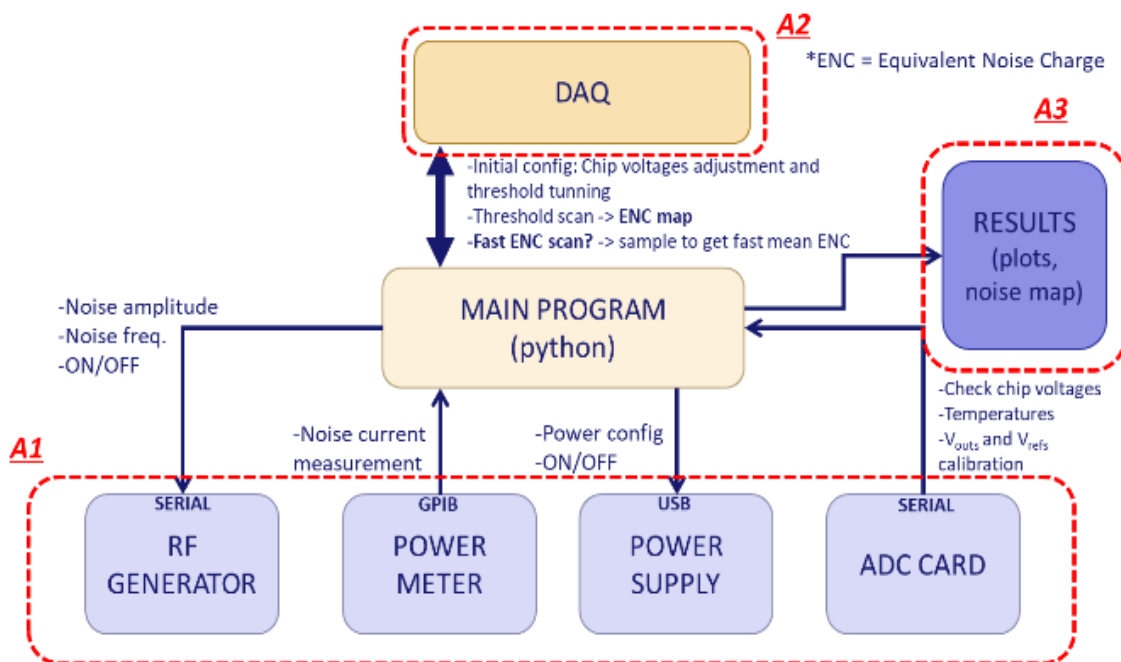 A2
*ENC = Equivalent Noise Charge
DAQ
A3
-Initial config: Chip voltages adjustment and
threshold tunning
-Threshold scan -> ENC map
-Fast ENC scan? -> sample to get fast mean ENC
RESULTS
(plots,
noise map)
-Noise amplitude
-Noise freq.
-ON/OFF
MAIN PROGRAM
(python)
-Check chip voltages
-Temperatures
-Vouts and Vrefs
calibration
-Noise current
measurement
-Power config
-ON/OFF
A1
SERIAL
RF
GENERATOR
GPIB
POWER
METER
USB
POWER
SUPPLY
SERIAL
ADC CARD